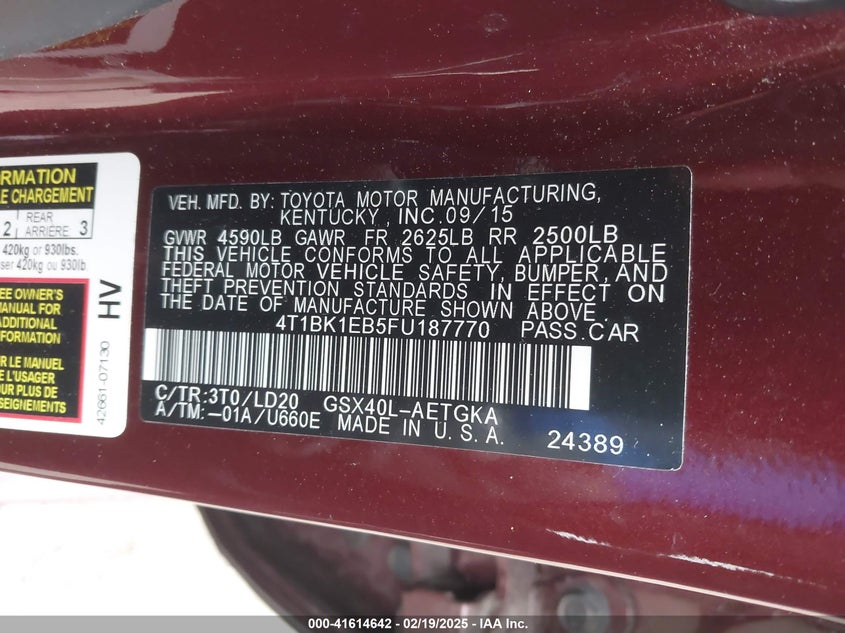 RMATION
E CHARGEMENT
2 REAR ARRIÈRE 3
420kg or 930lbs.
ser 420kg ou 930lb
EE OWNER'S
MANUAL FOR
ADDITIONAL
FORMATION
R LE MANUEL
L'USAGER
OUR PLUS DE
SEIGNEMENTS
HV
42661-07130
VEH. MFD. BY: TOYOTA MOTOR MANUFACTURING,
KENTUCKY, INC. 09/15
GVWR 4590LB GAWR FR 2625LB RR 2500LB
THIS VEHICLE CONFORMS TO ALL APPLICABLE
FEDERAL MOTOR VEHICLE SAFETY, BUMPER, AND
THEFT PREVENTION STANDARDS IN EFFECT ON
THE DATE OF MANUFACTURE SHOWN ABOVE.
4T1BK1EB5FU187770 PASS.CAR
C/TR:3T0/LD20 GSX40L-AETGKA
A/TM:-01A/U660E MADE IN U.S.A. 24389
000-41614642 - 02/19/2025 - IAA Inc.